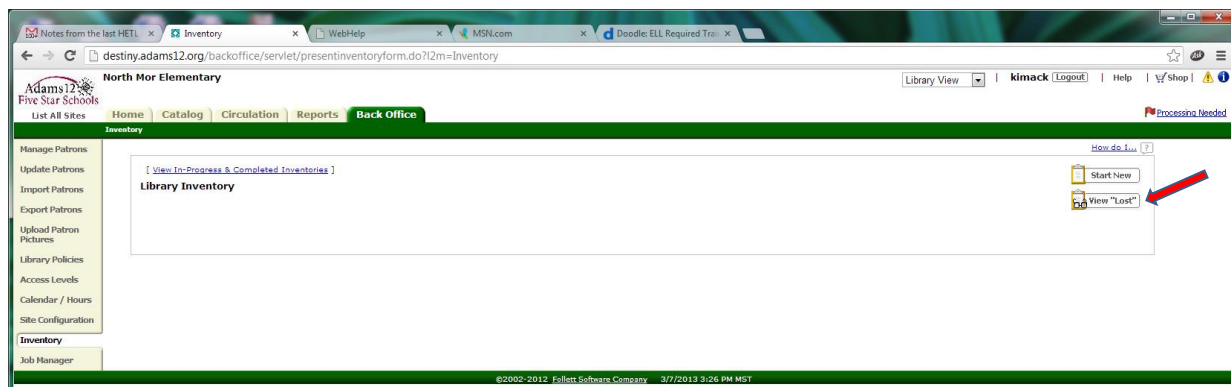 Notes from the last HETL
Inventory
WebHelp
MSN.com
Doodle: ELL Required Trai
destiny.adams12.org/backoffice/servlet/presentinventoryform.do?l2m=Inventory
Adams12
Five Star Schools
North Mor Elementary
Library View
kimack Logout | Help | Shop |
List All Sites
Home Catalog Circulation Reports Back Office
Processing Needed
Inventory
Manage Patrons
Update Patrons
Import Patrons
Export Patrons
Upload Patron
Pictures
Library Policies
Access Levels
Calendar / Hours
Site Configuration
Inventory
Job Manager
How do I... ?
[ View In-Progress & Completed Inventories ]
Library Inventory
Start New
View "Lost"
©2002-2012 Follett Software Company 3/7/2013 3:26 PM MST